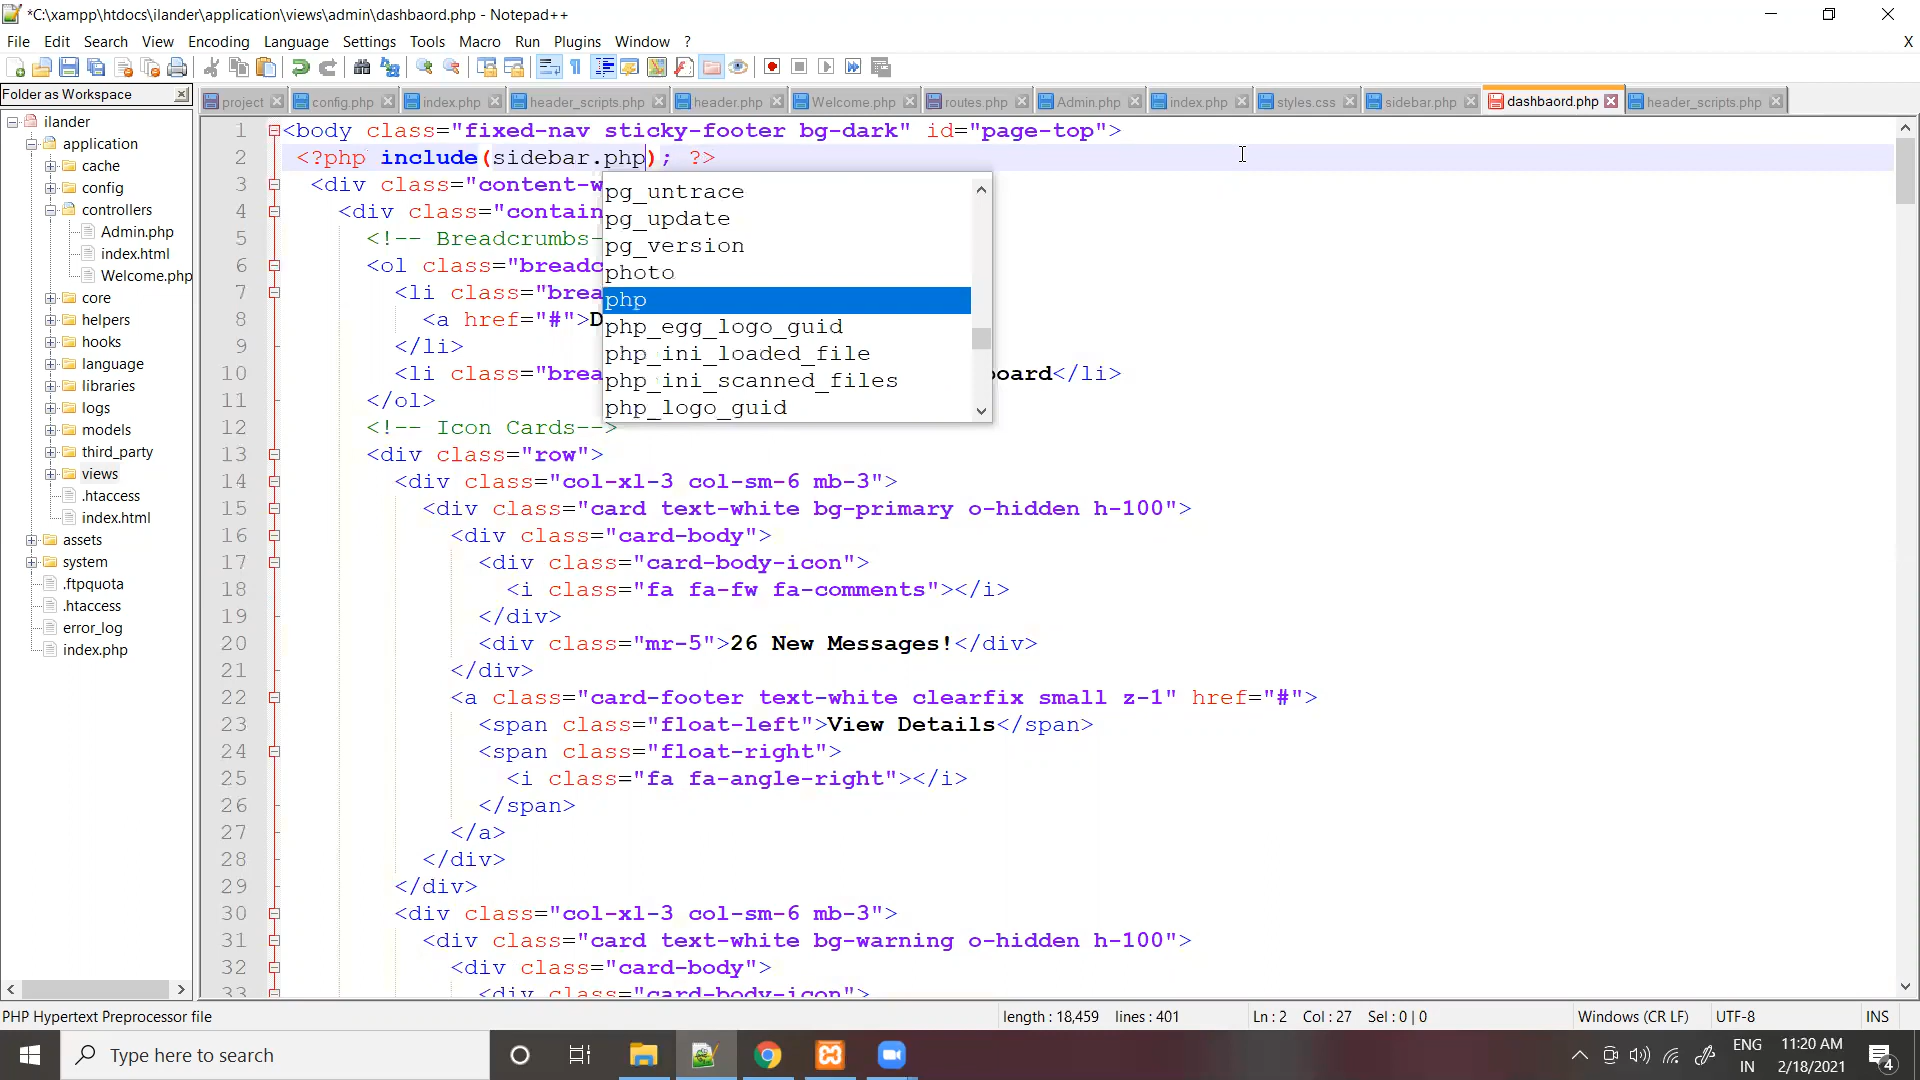 *C:\xampp\htdocs\ilander\application\views\admin\dashbaord.php - Notepad++
File Edit Search View Encoding Language Settings Tools Macro Run Plugins Window ? X
Folder as Workspace
project config.php index.php header_scripts.php header.php Welcome.php routes.php Admin.php index.php styles.css sidebar.php dashbaord.php header_scripts.php
ilander
application
cache
config
controllers
Admin.php
index.html
Welcome.php
core
helpers
hooks
language
libraries
logs
models
third_party
views
.htaccess
index.html
assets
system
.ftpquota
.htaccess
error_log
index.php
1 <body class="fixed-nav sticky-footer bg-dark" id="page-top">
2 <?php include(sidebar.php); ?>
3 <div class="content-w
4 <div class="contain
5 <!-- Breadcrumbs-
6 <ol class="breadc
7 <li class="brea
8 <a href="#">D
9 </li>
10 <li class="brea board</li>
11 </ol>
12 <!-- Icon Cards-->
13 <div class="row">
14 <div class="col-xl-3 col-sm-6 mb-3">
15 <div class="card text-white bg-primary o-hidden h-100">
16 <div class="card-body">
17 <div class="card-body-icon">
18 <i class="fa fa-fw fa-comments"></i>
19 </div>
20 <div class="mr-5">26 New Messages!</div>
21 </div>
22 <a class="card-footer text-white clearfix small z-1" href="#">
23 <span class="float-left">View Details</span>
24 <span class="float-right">
25 <i class="fa fa-angle-right"></i>
26 </span>
27 </a>
28 </div>
29 </div>
30 <div class="col-xl-3 col-sm-6 mb-3">
31 <div class="card text-white bg-warning o-hidden h-100">
32 <div class="card-body">
33 <div class="card-body-icon">
pg_untrace
pg_update
pg_version
photo
php
php_egg_logo_guid
php_ini_loaded_file
php_ini_scanned_files
php_logo_guid
PHP Hypertext Preprocessor file length : 18,459 lines : 401 Ln : 2 Col : 27 Sel : 0 | 0 Windows (CR LF) UTF-8 INS
Type here to search
ENG
IN
11:20 AM
2/18/2021
4